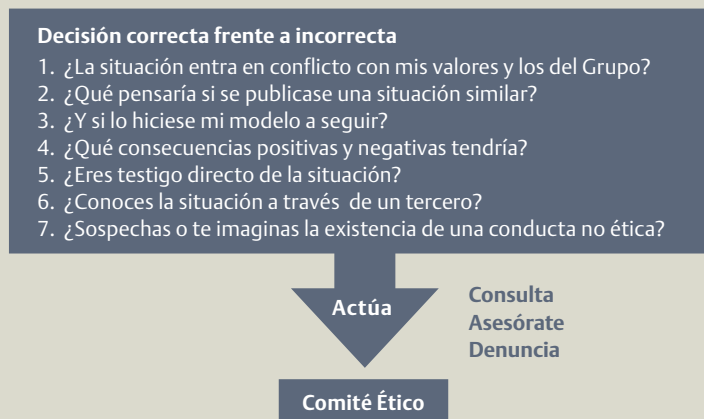 Decisión correcta frente a incorrecta
1. ¿La situación entra en conflicto con mis valores y los del Grupo?
2. ¿Qué pensaría si se publicase una situación similar?
3. ¿Y si lo hiciese mi modelo a seguir?
4. ¿Qué consecuencias positivas y negativas tendría?
5. ¿Eres testigo directo de la situación?
6. ¿Conoces la situación a través de un tercero?
7. ¿Sospechas o te imaginas la existencia de una conducta no ética?
Actúa
Consulta
Asesórate
Denuncia
Comité Ético